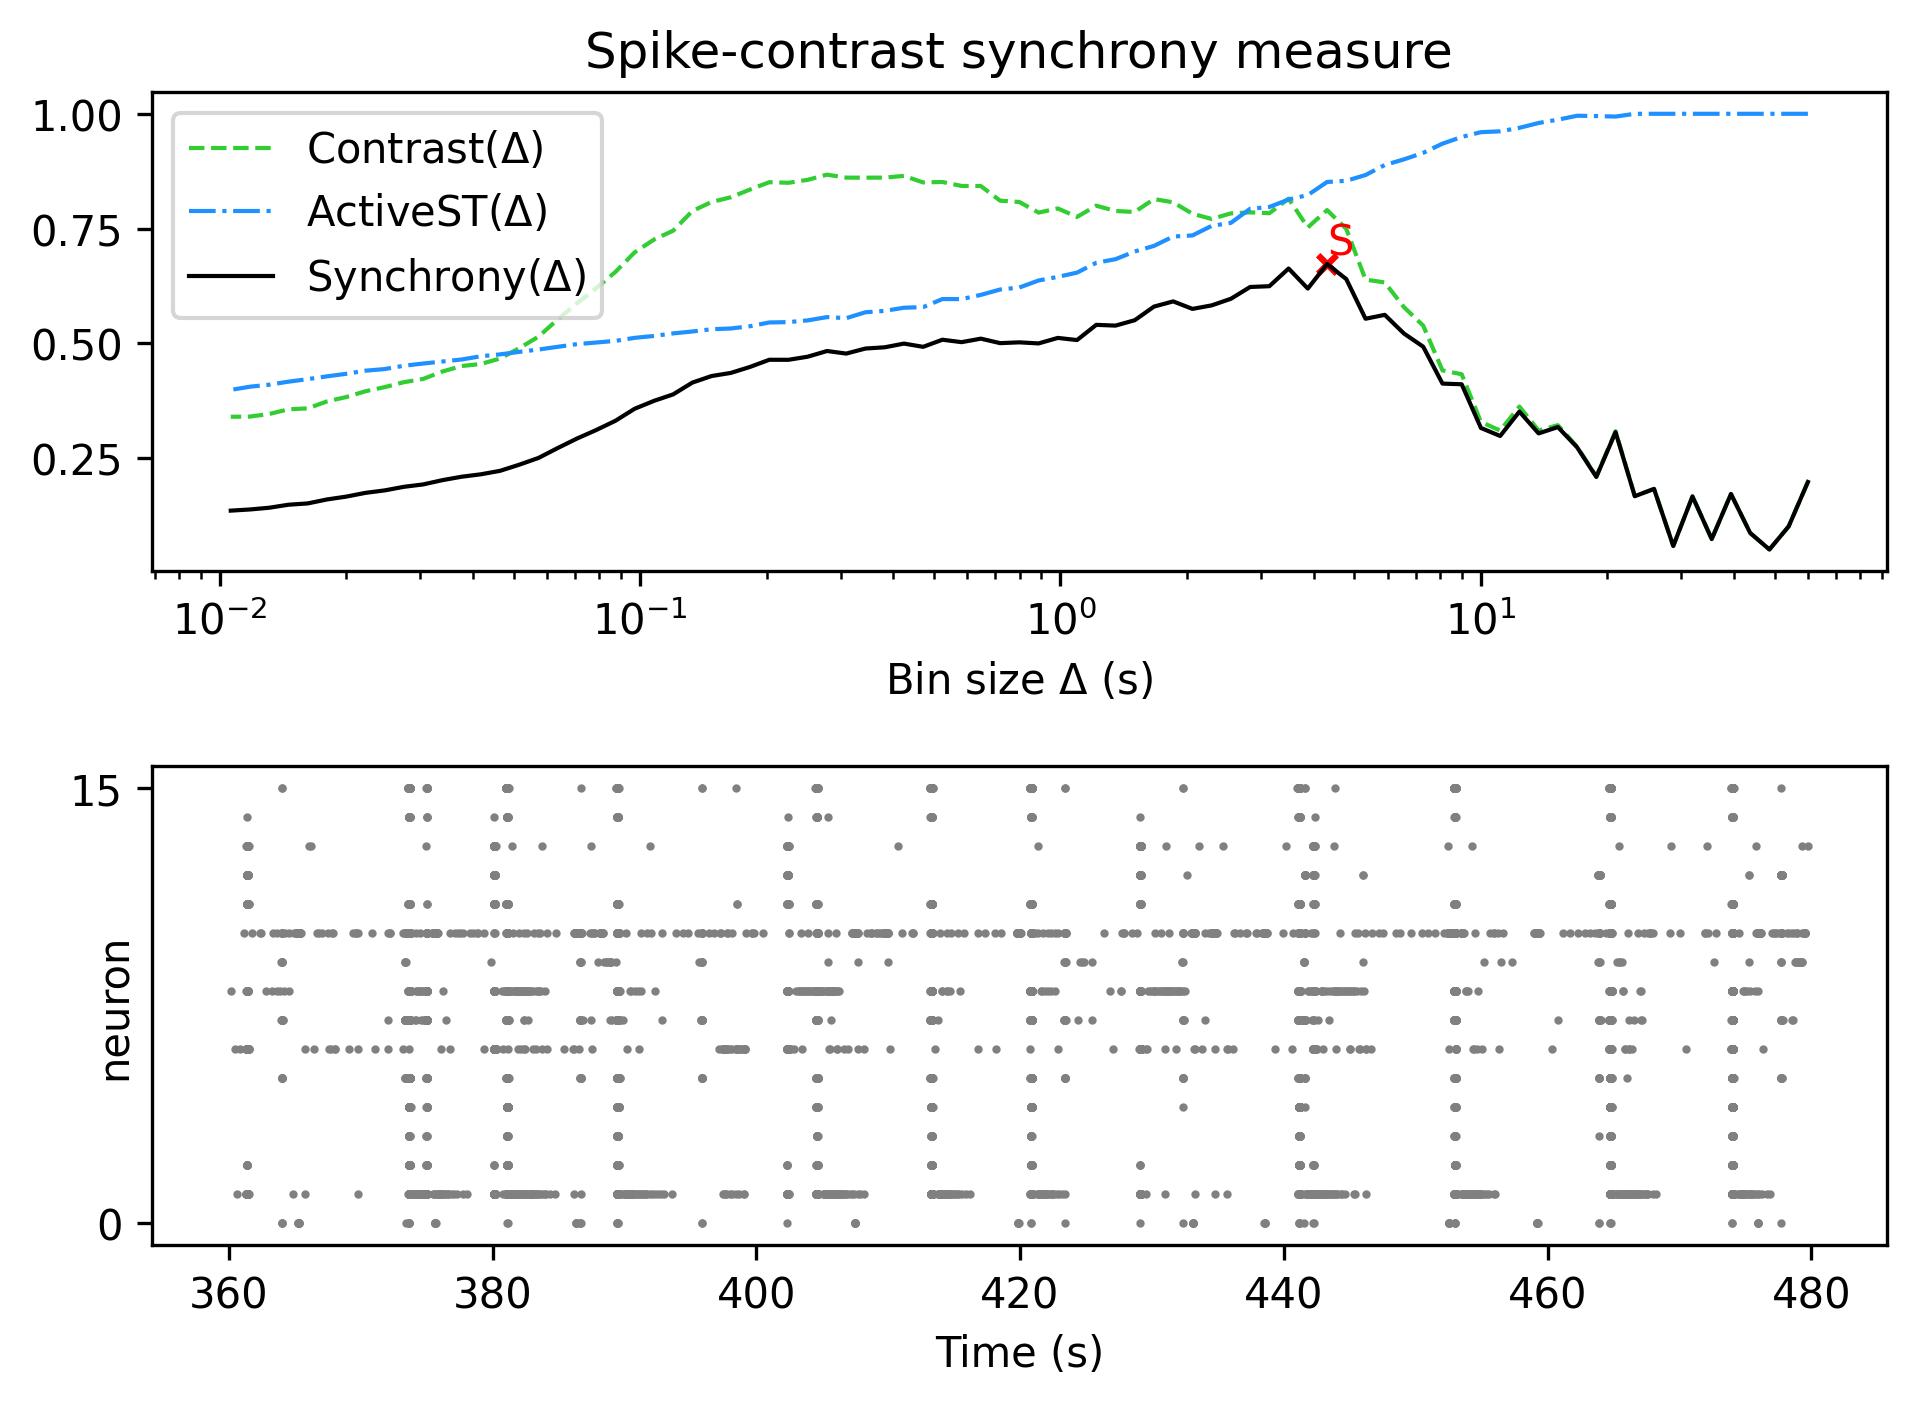 Spike-contrast synchrony measure
1.00
0.75
0.50
0.25
Contrast(Δ)
ActiveST(Δ)
Synchrony(Δ)
S
10⁻² 10⁻¹ 10⁰ 10¹
Bin size Δ (s)
15
0
neuron
360 380 400 420 440 460 480
Time (s)